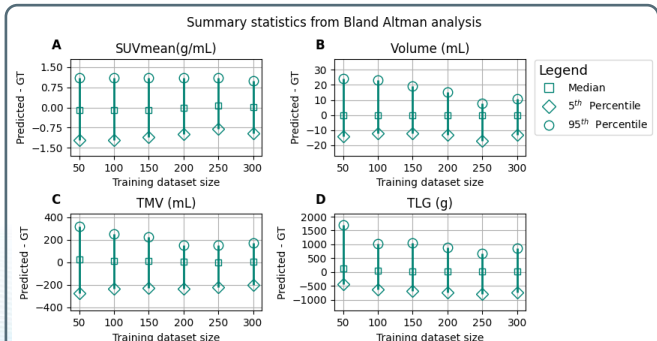 Summary statistics from Bland Altman analysis
A
SUVmean(g/mL)
Predicted - GT
1.50
0.75
0.00
−0.75
−1.50
50 100 150 200 250 300
Training dataset size
B
Volume (mL)
Predicted - GT
30
20
10
0
−10
−20
50 100 150 200 250 300
Training dataset size
Legend
Median
5th Percentile
95th Percentile
C
TMV (mL)
Predicted - GT
400
200
0
−200
−400
50 100 150 200 250 300
Training dataset size
D
TLG (g)
Predicted - GT
2000
1500
1000
500
0
−500
−1000
50 100 150 200 250 300
Training dataset size